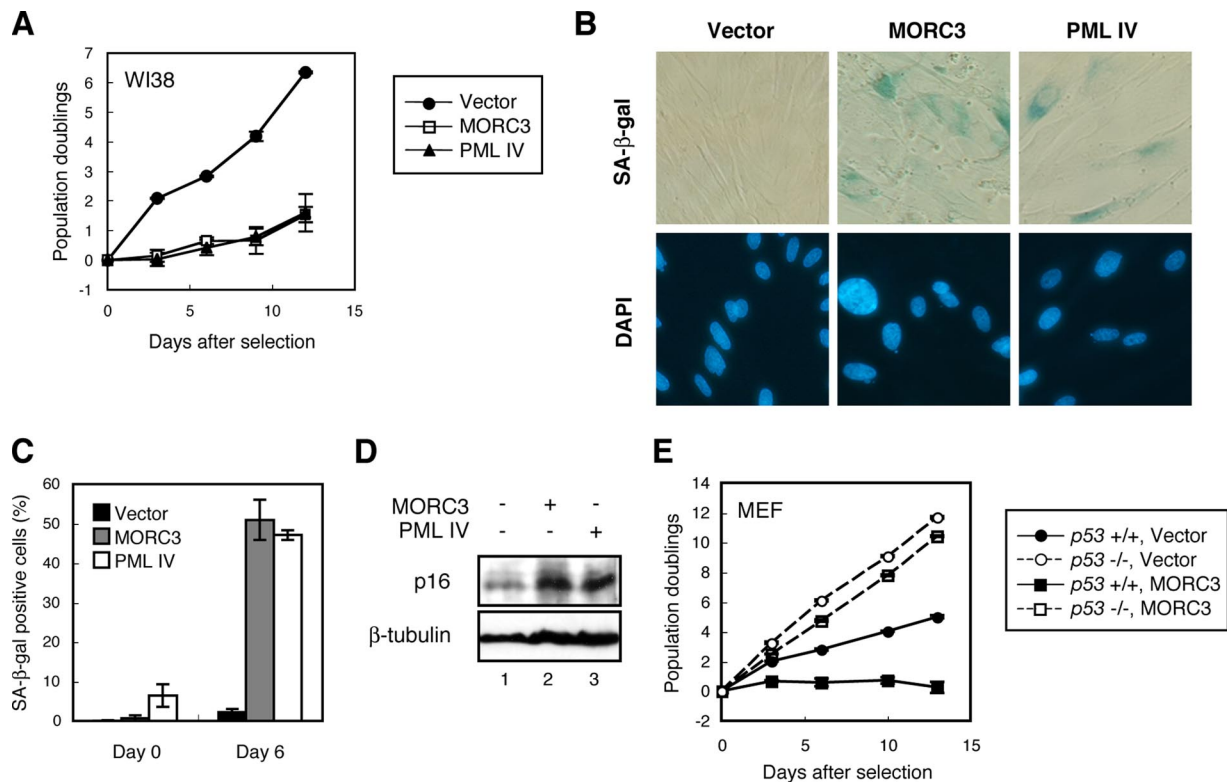 A
WI38
Population doublings
7
6
5
4
3
2
1
0
-1
0 5 10 15
Days after selection
Vector
MORC3
PML IV
B
Vector MORC3 PML IV
SA-β-gal
DAPI
C
SA-β-gal positive cells (%)
60
50
40
30
20
10
0
Vector
MORC3
PML IV
Day 0 Day 6
D
MORC3 - + -
PML IV - - +
p16
β-tubulin
1 2 3
E
MEF
Population doublings
14
12
10
8
6
4
2
0
-2
0 5 10 15
Days after selection
p53 +/+, Vector
p53 -/-, Vector
p53 +/+, MORC3
p53 -/-, MORC3